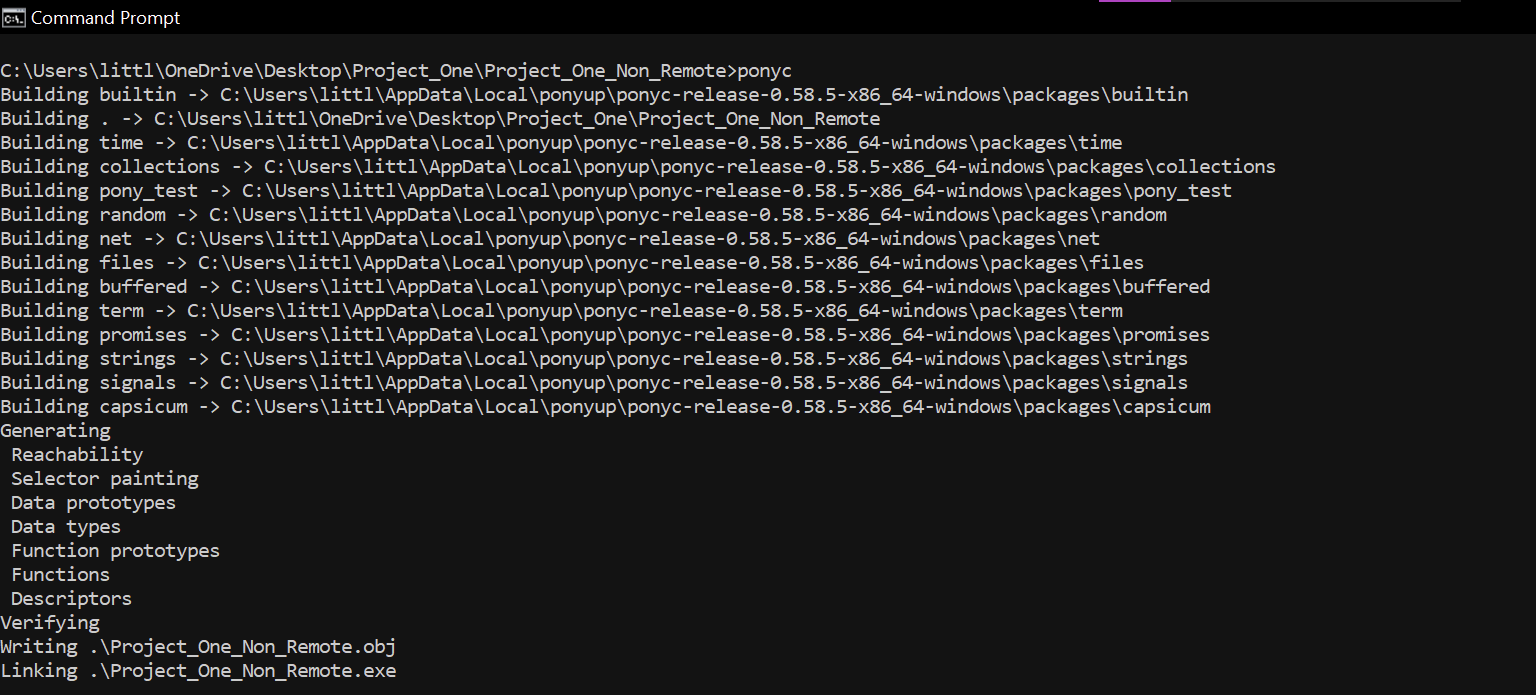 Command Prompt
C:\Users\littl\OneDrive\Desktop\Project_One\Project_One_Non_Remote>ponyc
Building builtin -> C:\Users\littl\AppData\Local\ponyup\ponyc-release-0.58.5-x86_64-windows\packages\builtin
Building . -> C:\Users\littl\OneDrive\Desktop\Project_One\Project_One_Non_Remote
Building time -> C:\Users\littl\AppData\Local\ponyup\ponyc-release-0.58.5-x86_64-windows\packages\time
Building collections -> C:\Users\littl\AppData\Local\ponyup\ponyc-release-0.58.5-x86_64-windows\packages\collections
Building pony_test -> C:\Users\littl\AppData\Local\ponyup\ponyc-release-0.58.5-x86_64-windows\packages\pony_test
Building random -> C:\Users\littl\AppData\Local\ponyup\ponyc-release-0.58.5-x86_64-windows\packages\random
Building net -> C:\Users\littl\AppData\Local\ponyup\ponyc-release-0.58.5-x86_64-windows\packages\net
Building files -> C:\Users\littl\AppData\Local\ponyup\ponyc-release-0.58.5-x86_64-windows\packages\files
Building buffered -> C:\Users\littl\AppData\Local\ponyup\ponyc-release-0.58.5-x86_64-windows\packages\buffered
Building term -> C:\Users\littl\AppData\Local\ponyup\ponyc-release-0.58.5-x86_64-windows\packages\term
Building promises -> C:\Users\littl\AppData\Local\ponyup\ponyc-release-0.58.5-x86_64-windows\packages\promises
Building strings -> C:\Users\littl\AppData\Local\ponyup\ponyc-release-0.58.5-x86_64-windows\packages\strings
Building signals -> C:\Users\littl\AppData\Local\ponyup\ponyc-release-0.58.5-x86_64-windows\packages\signals
Building capsicum -> C:\Users\littl\AppData\Local\ponyup\ponyc-release-0.58.5-x86_64-windows\packages\capsicum
Generating
 Reachability
 Selector painting
 Data prototypes
 Data types
 Function prototypes
 Functions
 Descriptors
Verifying
Writing .\Project_One_Non_Remote.obj
Linking .\Project_One_Non_Remote.exe